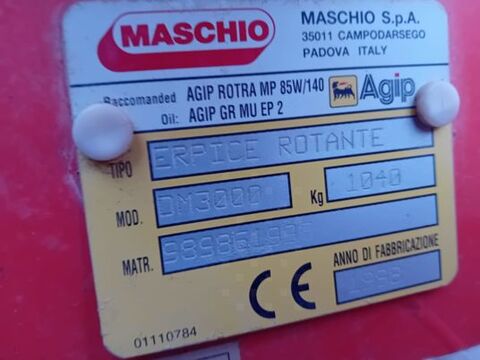 MASCHIO
MASCHIO S.p.A.
35011 CAMPODARSEGO
PADOVA ITALY
Raccomanded AGIP ROTRA MP 85W/140
Oil: AGIP GR MU EP 2
Agip
TIPO ERPICE ROTANTE
MOD. DM3000 Kg 1040
MATR.
ANNO DI FABBRICAZIONE
1998
CE
01110784